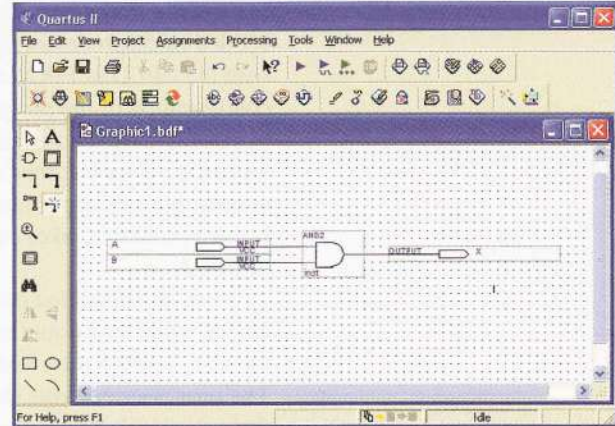 Quartus II
File Edit View Project Assignments Processing Tools Window Help
Graphic1.bdf*
AND2
A INPUT OUTPUT X
VCC
B INPUT
VCC
inst
For Help, press F1 Idle